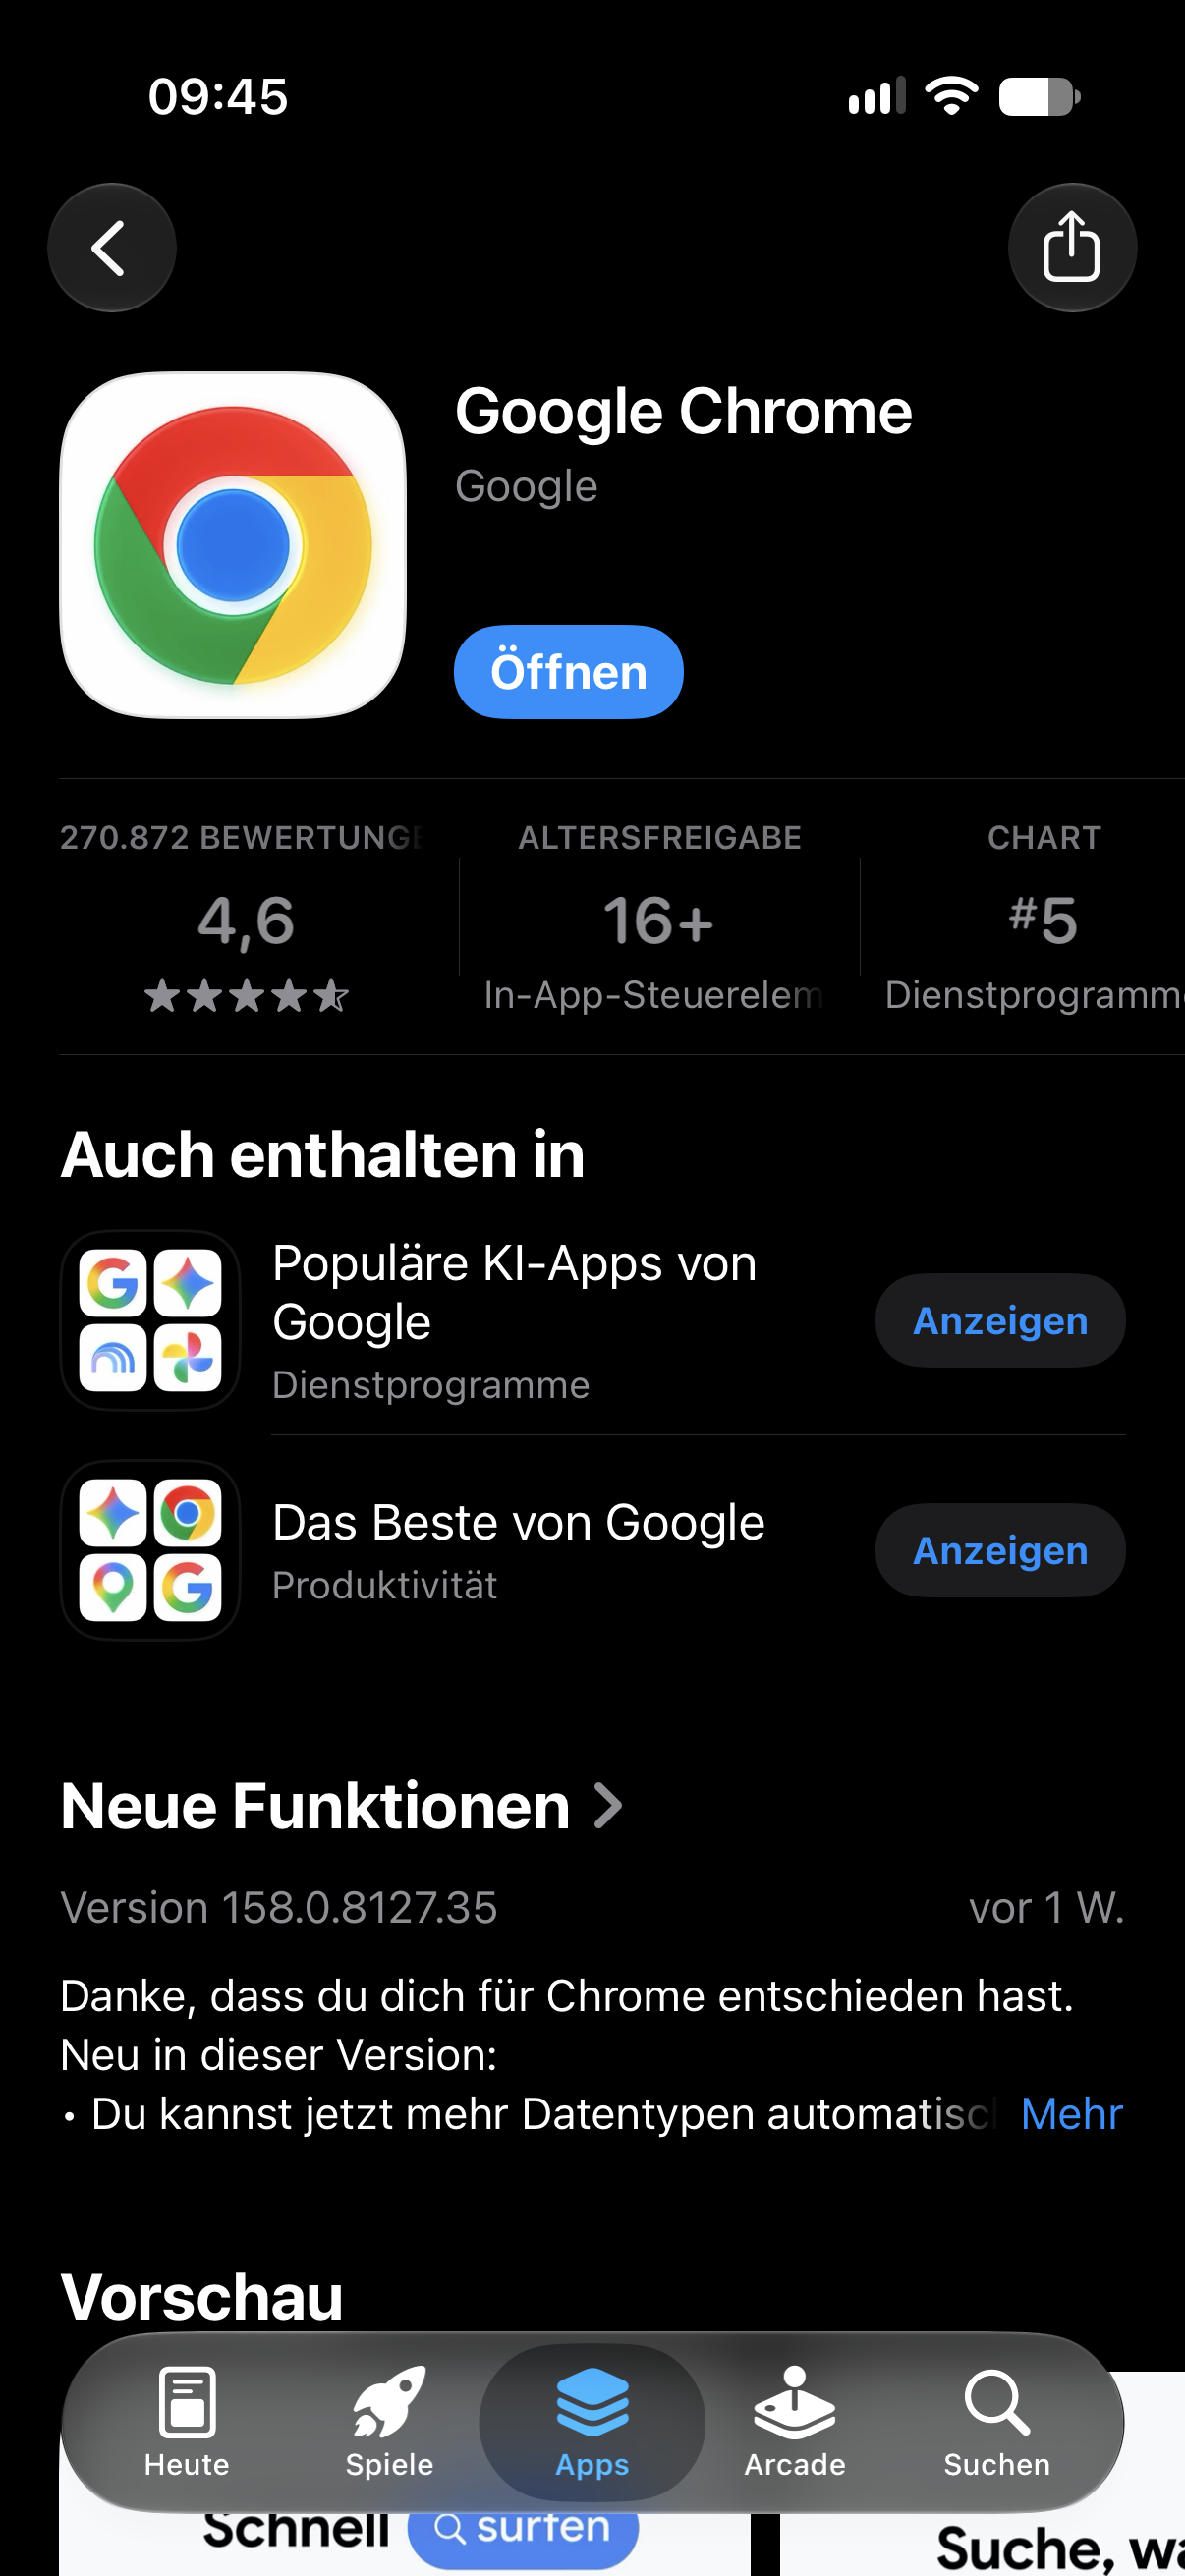 09:45
Google Chrome
Google
Öffnen
270.872 BEWERTUNGE
4,6
ALTERSFREIGABE
16+
In-App-Steuerelem
CHART
#5
Dienstprogramme
Auch enthalten in
Populäre KI-Apps von
Google
Dienstprogramme
Anzeigen
Das Beste von Google
Produktivität
Anzeigen
Neue Funktionen
Version 158.0.8127.35
vor 1 W.
Danke, dass du dich für Chrome entschieden hast.
Neu in dieser Version:
• Du kannst jetzt mehr Datentypen automatisch Mehr
Vorschau
Heute
Spiele
Apps
Arcade
Suchen
Schnell surfen
Suche, wa